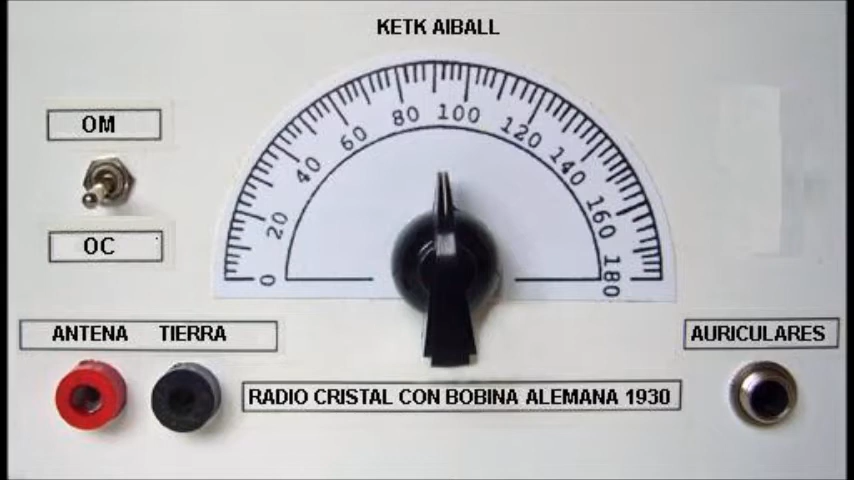 KETK AIBALL
OM
OC
0 20 40 60 80 100 120 140 160 180
ANTENA TIERRA
AURICULARES
RADIO CRISTAL CON BOBINA ALEMANA 1930